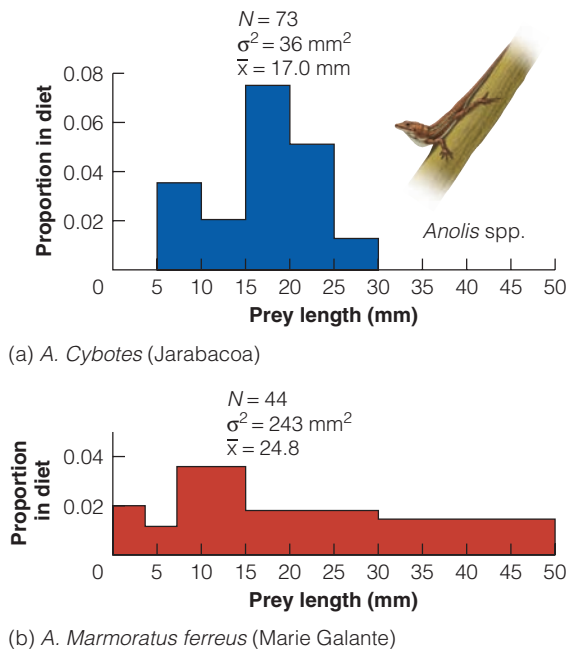 N = 73
σ² = 36 mm²
x̄ = 17.0 mm
0.08
0.06
0.04
0.02
Proportion in diet
Anolis spp.
0 5 10 15 20 25 30 35 40 45 50
Prey length (mm)
(a) A. Cybotes (Jarabacoa)
N = 44
σ² = 243 mm²
x̄ = 24.8
0.04
0.02
Proportion
in diet
0 5 10 15 20 25 30 35 40 45 50
Prey length (mm)
(b) A. Marmoratus ferreus (Marie Galante)